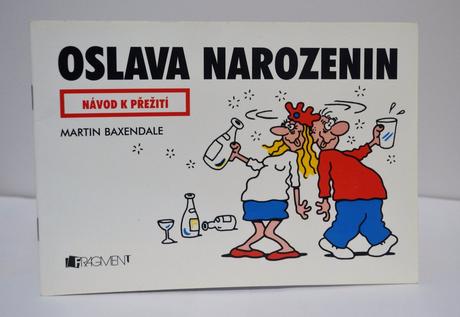 OSLAVA NAROZENIN
NÁVOD K PŘEŽITÍ
MARTIN BAXENDALE
FRAGMENT